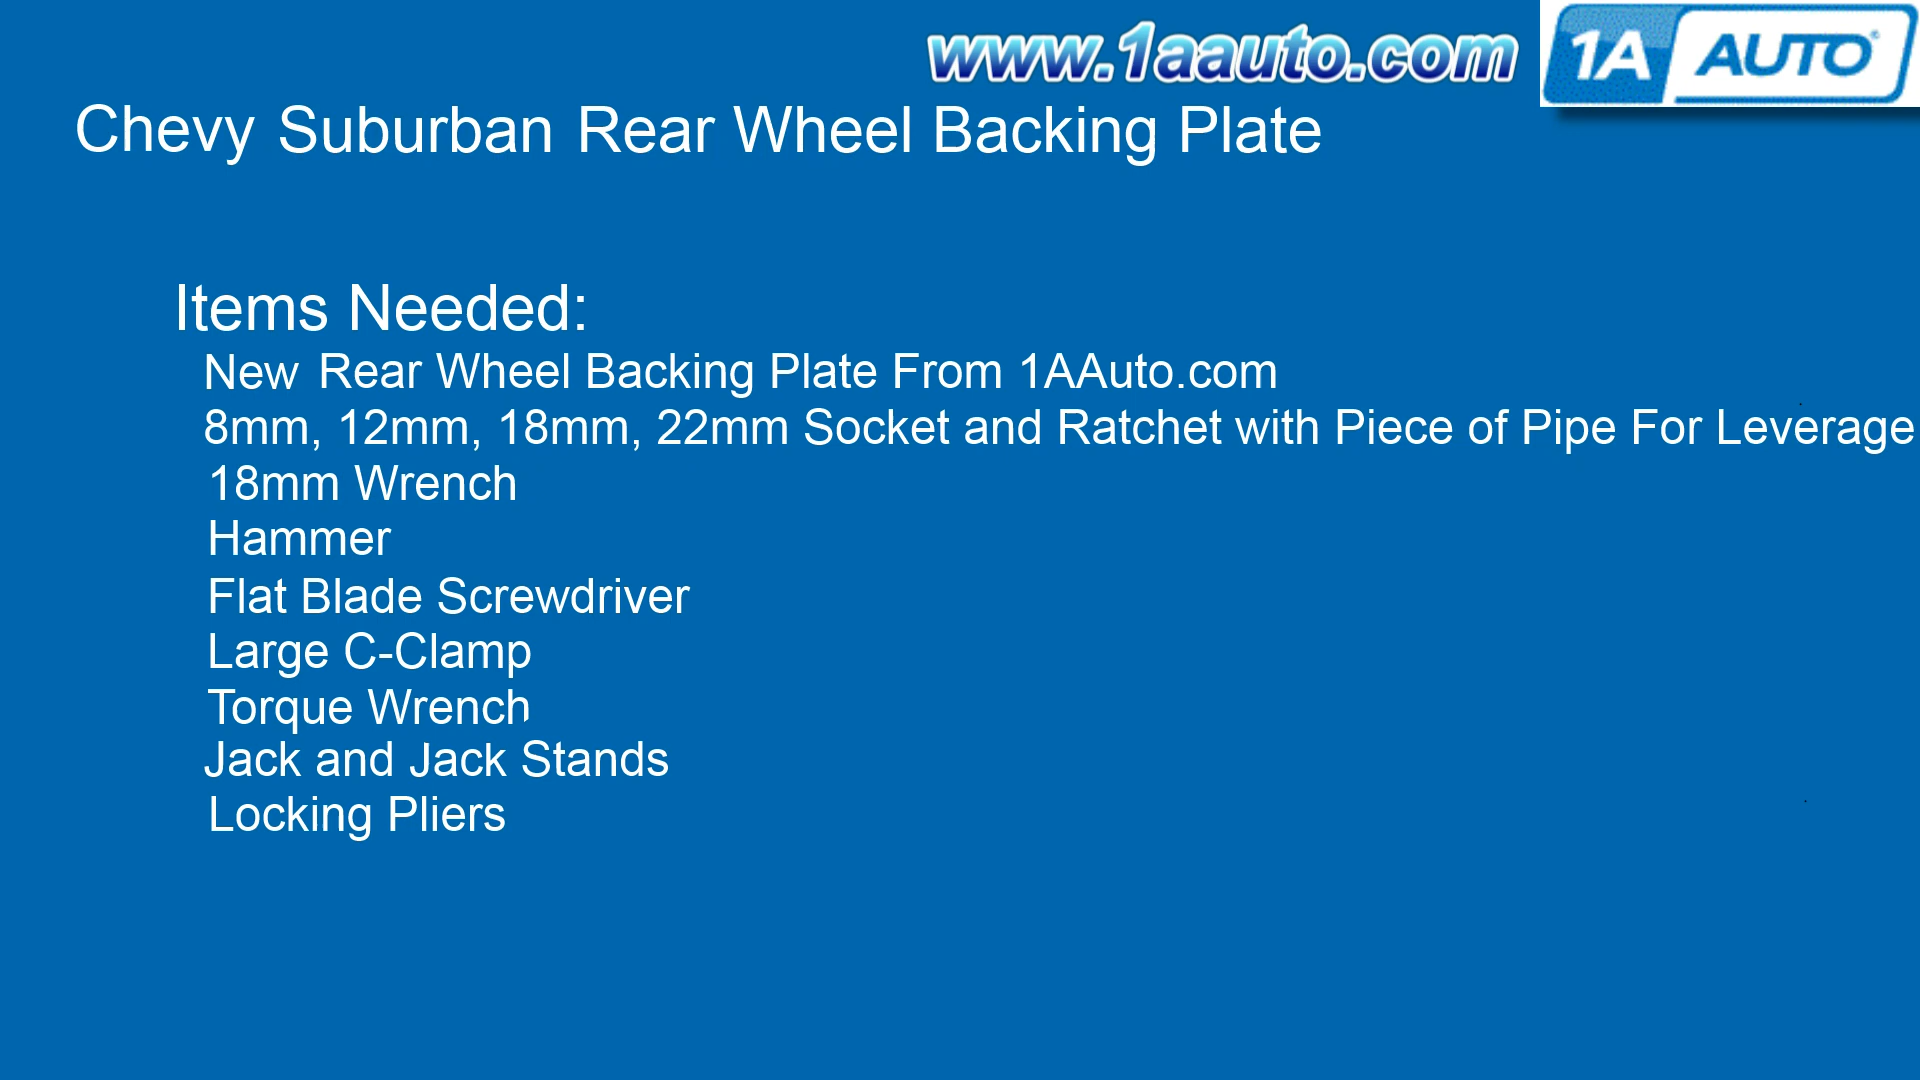 www.1aauto.com
1A AUTO
Chevy Suburban Rear Wheel Backing Plate
Items Needed:
New Rear Wheel Backing Plate From 1AAuto.com
8mm, 12mm, 18mm, 22mm Socket and Ratchet with Piece of Pipe For Leverage
18mm Wrench
Hammer
Flat Blade Screwdriver
Large C-Clamp
Torque Wrench
Jack and Jack Stands
Locking Pliers